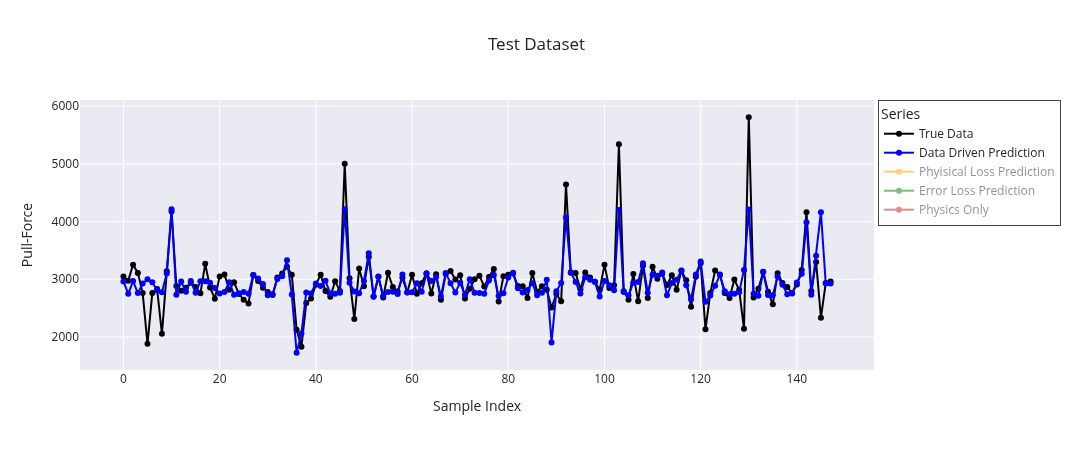 Test Dataset
Pull-Force
6000
5000
4000
3000
2000
0
20
40
60
80
100
120
140
Sample Index
Series
True Data
Data Driven Prediction
Phyisical Loss Prediction
Error Loss Prediction
Physics Only